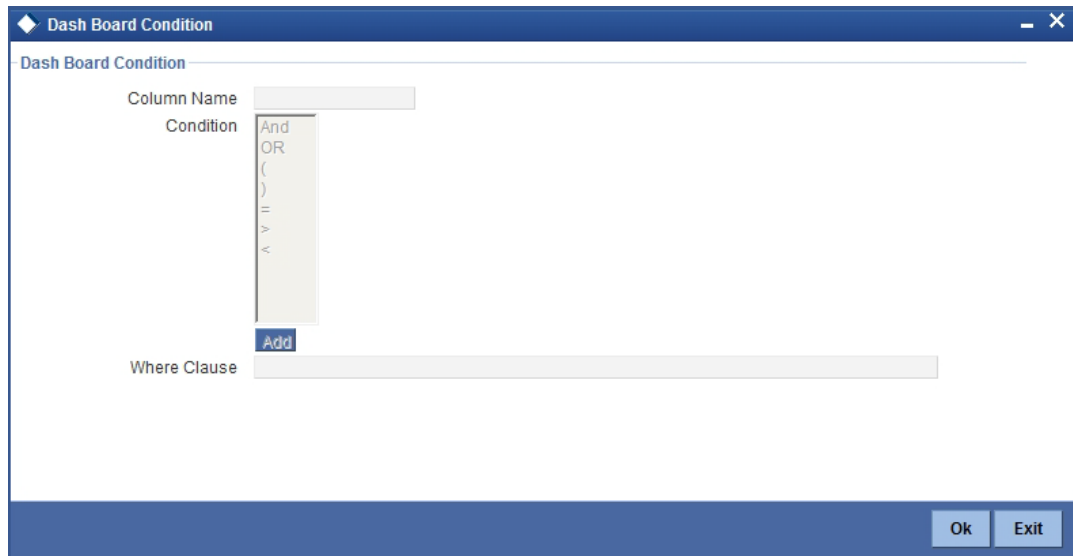 Dash Board Condition
Dash Board Condition
Column Name
Condition
And
OR
(
)
=
>
<
Add
Where Clause
Ok
Exit